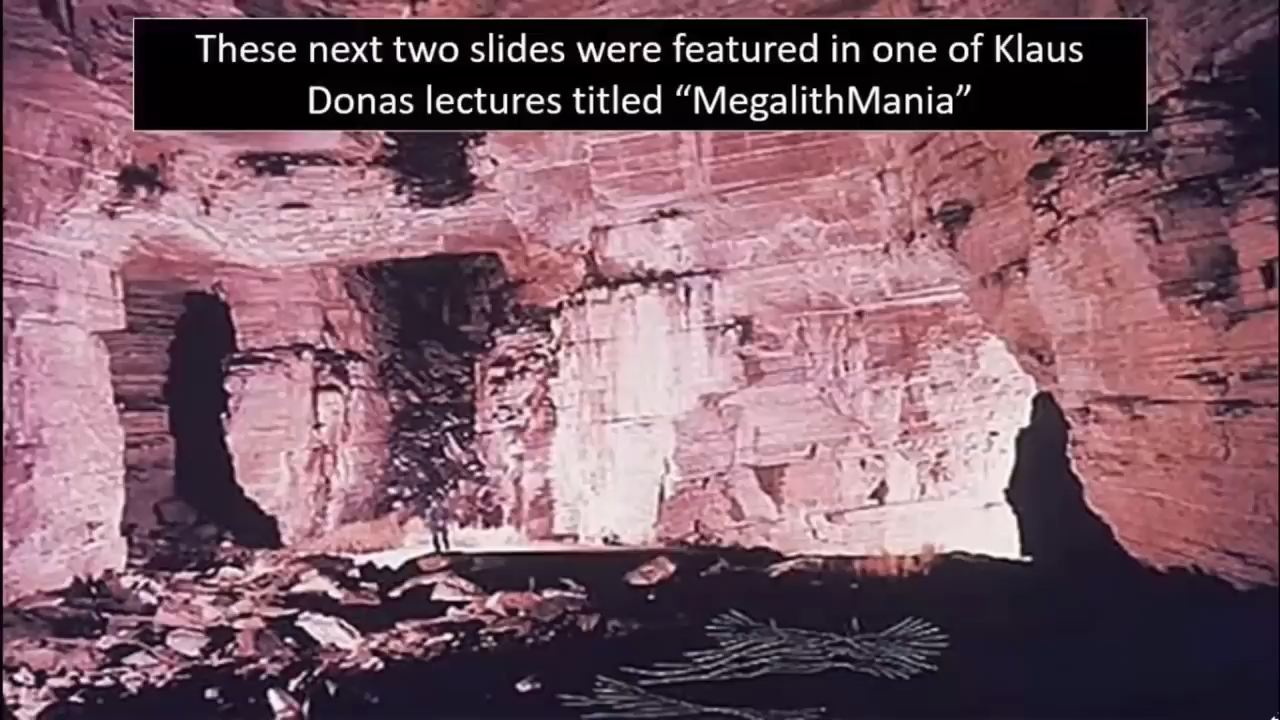 These next two slides were featured in one of Klaus
Donas lectures titled “MegalithMania”